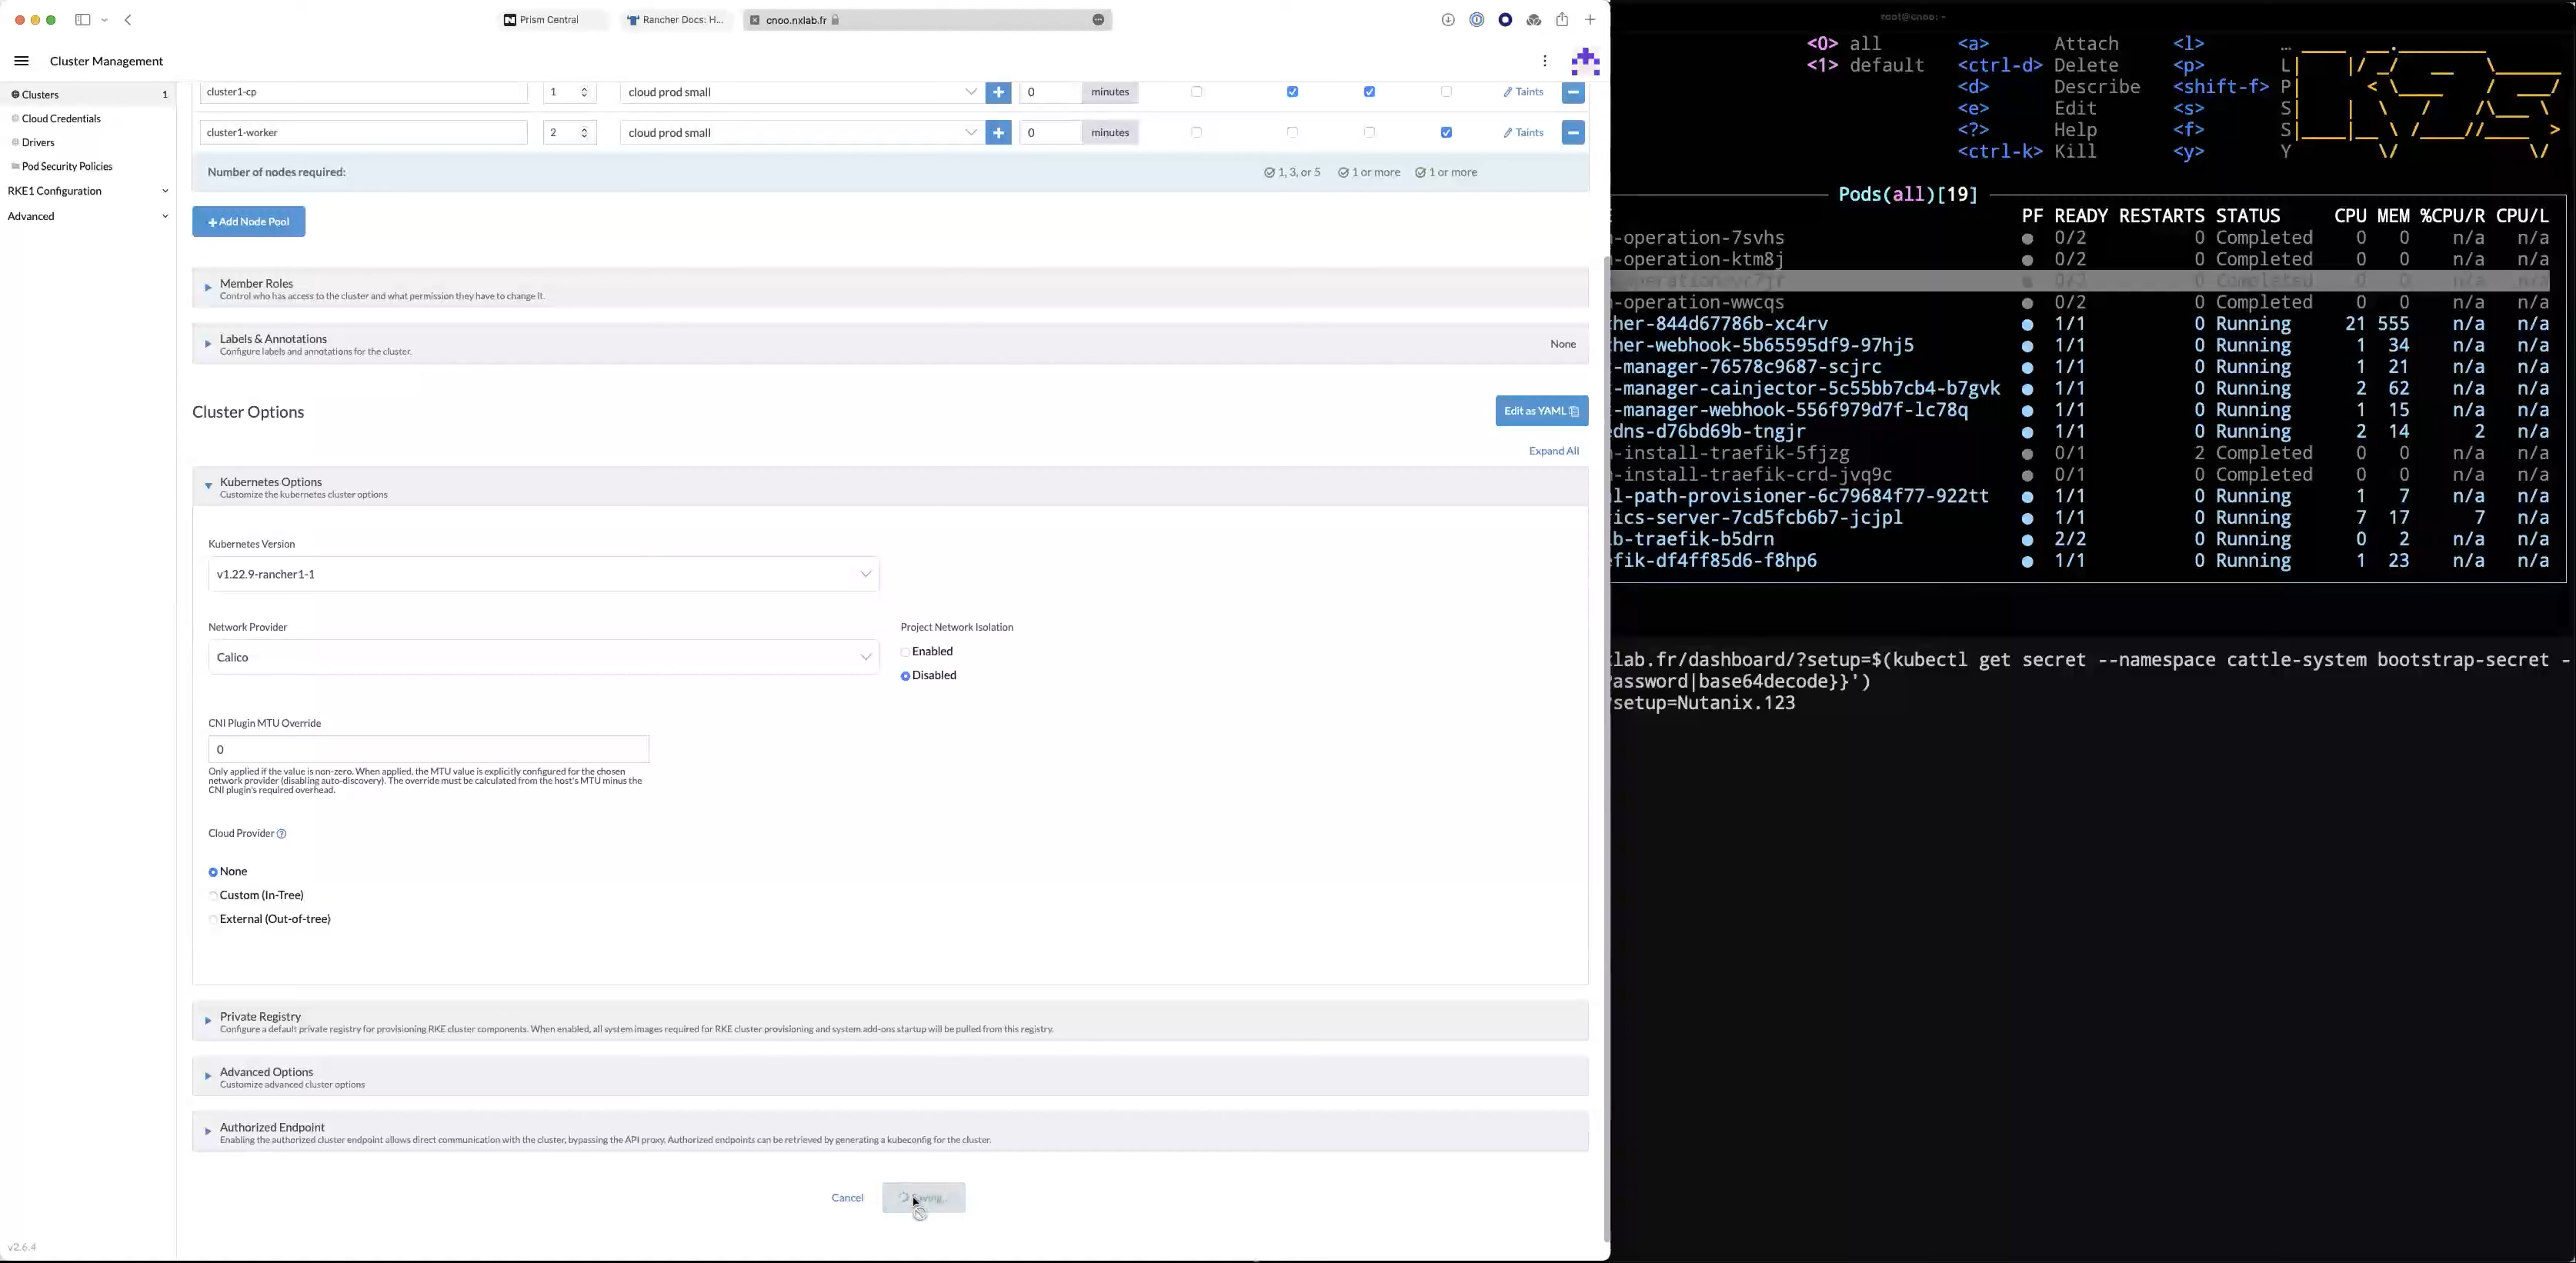 Prism Central
Rancher Docs: H...
cnoo.nxlab.fr
Cluster Management
Clusters 1
Cloud Credentials
Drivers
Pod Security Policies
RKE1 Configuration
Advanced
v2.6.4
cluster1-cp 1 cloud prod small 0 minutes Taints
cluster1-worker 2 cloud prod small 0 minutes Taints
Number of nodes required: 1, 3, or 5 1 or more 1 or more
+ Add Node Pool
Member Roles
Control who has access to the cluster and what permission they have to change it.
Labels & Annotations
Configure labels and annotations for the cluster.
None
Cluster Options
Edit as YAML
Expand All
Kubernetes Options
Customize the kubernetes cluster options
Kubernetes Version
v1.22.9-rancher1-1
Network Provider
Calico
Project Network Isolation
Enabled
Disabled
CNI Plugin MTU Override
0
Only applied if the value is non-zero. When applied, the MTU value is explicitly configured for the chosen
network provider (disabling auto-discovery). The override must be calculated from the host's MTU minus the
CNI plugin's required overhead.
Cloud Provider
None
Custom (In-Tree)
External (Out-of-tree)
Private Registry
Configure a default private registry for provisioning RKE cluster components. When enabled, all system images required for RKE cluster provisioning and system add-ons startup will be pulled from this registry.
Advanced Options
Customize advanced cluster options
Authorized Endpoint
Enabling the authorized cluster endpoint allows direct communication with the cluster, bypassing the API proxy. Authorized endpoints can be retrieved by generating a kubeconfig for the cluster.
Cancel
root@cnoo: ~
<0> all <a> Attach <l> …
<1> default <ctrl-d> Delete <p> L
<d> Describe <shift-f> P
<e> Edit <s> S
<?> Help <f> S
<ctrl-k> Kill <y> Y
Pods(all)[19]
PF READY RESTARTS STATUS CPU MEM %CPU/R CPU/L
-operation-7svhs ● 0/2 0 Completed 0 0 n/a n/a
-operation-ktm8j ● 0/2 0 Completed 0 0 n/a n/a
0/2 0 Completed 0 0 n/a n/a
-operation-wwcqs ● 0/2 0 Completed 0 0 n/a n/a
her-844d67786b-xc4rv ● 1/1 0 Running 21 555 n/a n/a
her-webhook-5b65595df9-97hj5 ● 1/1 0 Running 1 34 n/a n/a
-manager-76578c9687-scjrc ● 1/1 0 Running 1 21 n/a n/a
-manager-cainjector-5c55bb7cb4-b7gvk ● 1/1 0 Running 2 62 n/a n/a
-manager-webhook-556f979d7f-lc78q ● 1/1 0 Running 1 15 n/a n/a
dns-d76bd69b-tngjr ● 1/1 0 Running 2 14 2 n/a
-install-traefik-5fjzg ● 0/1 2 Completed 0 0 n/a n/a
-install-traefik-crd-jvq9c ● 0/1 0 Completed 0 0 n/a n/a
l-path-provisioner-6c79684f77-922tt ● 1/1 0 Running 1 7 n/a n/a
ics-server-7cd5fcb6b7-jcjpl ● 1/1 0 Running 7 17 7 n/a
b-traefik-b5drn ● 2/2 0 Running 0 2 n/a n/a
fik-df4ff85d6-f8hp6 ● 1/1 0 Running 1 23 n/a n/a
lab.fr/dashboard/?setup=$(kubectl get secret --namespace cattle-system bootstrap-secret -
assword|base64decode}}')
setup=Nutanix.123